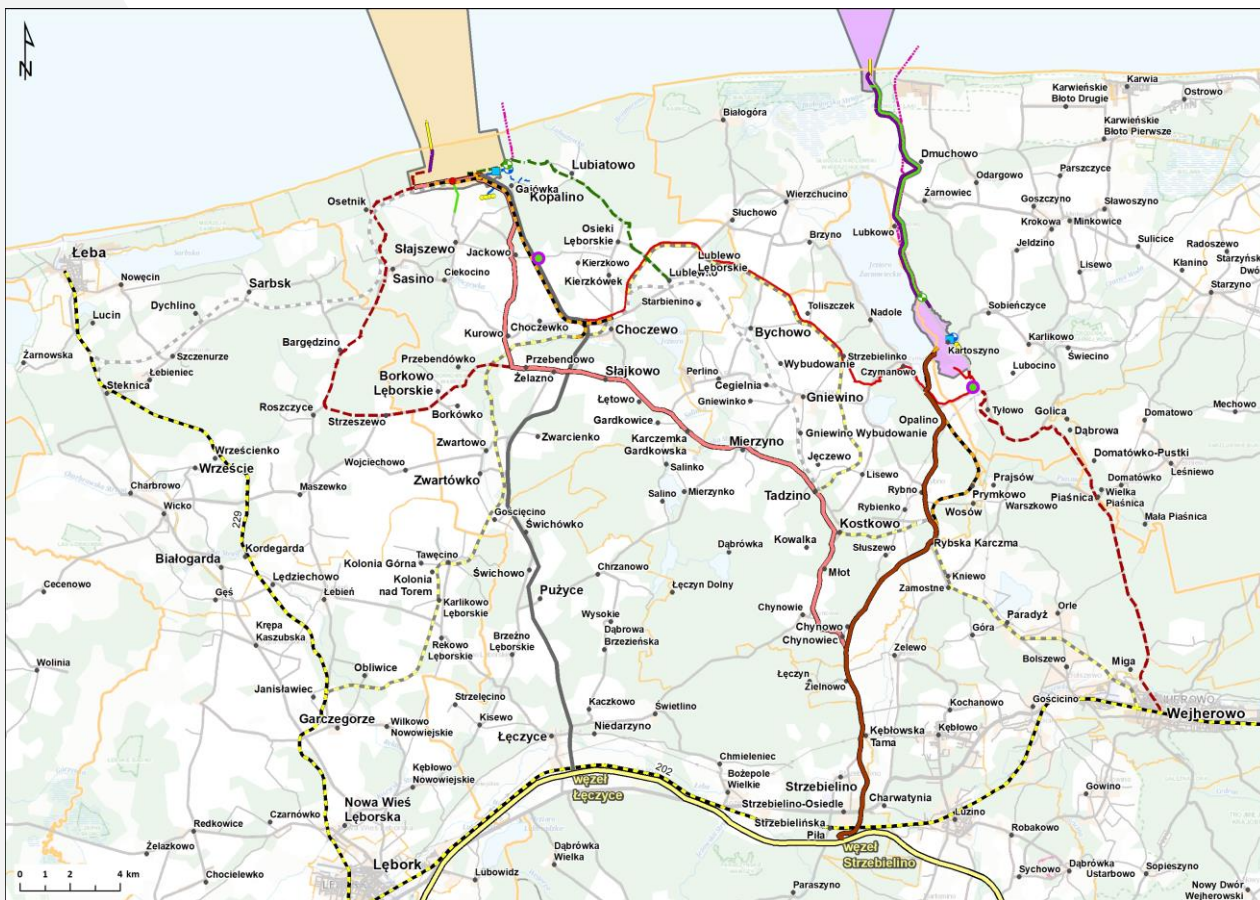 N
Karwia
Karwieńskie
Błoto Drugie
Ostrowo
Białogóra
Karwieńskie
Błoto Pierwsze
Dmuchowo
Lubiatowo
Odargowo
Parszczyce
Gajówka
Kopalino
Wierzchucino
Żarnowiec
Goszczyno
Sławoszyno
Osetnik
Słuchowo
Krokowa
Minkowice
Osieki
Lęborskie
Lubkowo
Słajszewo
Brzyno
Jeldzino
Sulicice
Radoszewo
Łeba
Jackowo
Lublewo
Lęborskie
Kierzkowo
Kłanino
Nowęcin
Sasino
Ciekocino
Kierzkówek
Lublewko
Lisewo
Starzyno
Sarbsk
Starbienino
Toliszczek
Dychlino
Nadole
Sobieńczyce
Lucin
Choczewko
Choczewo
Bychowo
Kurowo
Karlikowo
Bargędzino
Kartoszyno
Świecino
Żarnowska
Szczenurze
Przebendówko
Przebendowo
Wybudowanie
Strzebielinko
Łebieniec
Borkowo
Lęborskie
Żelazno
Słajkowo
Perlino
Czymanowo
Lubocino
Steknica
Cegielnia
Łętowo
Gniewinko
Gniewino
Roszczyce
Borkówko
Tyłowo
Mechowo
Strzeszewo
Gardkowice
Opalino
Golica
Domatowo
Wrześcienko
Zwartowo
Zwarcienko
Karczemka
Gardkowska
Mierzyno
Gniewino Wybudowanie
Dąbrowa
Wrzeście
Wojciechowo
Salinko
Jęczewo
Domatówko-Pustki
Charbrowo
Zwartówko
Lisewo
Prajsów
Domatówko
Leśniewo
Maszewko
Salino
Mierzynko
Tadzino
Rybno
Prymkowo
Piaśnica
Wielka
Piaśnica
Wicko
Rybienko
Wosów
Warszkowo
229
Gościęcino
Mała Piaśnica
Świchówko
Kostkowo
Białogarda
Kordegarda
Dąbrówka
Kowalka
Słuszewo
Rybska Karczma
Tawęcino
Cecenowo
Kolonia Górna
Młot
Lędziechowo
Kolonia
nad Torem
Świchowo
Chrzanowo
Kniewo
Gęś
Łebień
Pużyce
Łęczyn Dolny
Zamostne
Karlikowo
Lęborskie
Wysokie
Chynowie
Paradyż
Orle
Krępa
Kaszubska
Dąbrowa
Brzezieńska
Chynowo
Góra
Rekowo
Lęborskie
Brzeźno
Lęborskie
Chynowiec
Wolinia
Zelewo
Bolszewo
Miga
Obliwice
Łęczyn
Janisławiec
Strzelęcino
Zielnowo
Kaczkowo
Świetlino
Kochanowo
Gościcino
Garczegorze
Kisewo
Wejherowo
Wilkowo
Nowowiejskie
Łęczyce
Niedarzyno
Kębłowska
Tama
Kębłowo
Chmieleniec
Kębłowo
Nowowiejskie
202
węzeł
Łęczyce
Bożepole
Wielkie
Strzebielino
Gowino
Nowa Wieś
Lęborska
Strzebielino-Osiedle
Charwatynia
Czarnówko
Luzino
Redkowice
Strzebielińska
Piła
Robakowo
Żelazkowo
Lębork
Dąbrówka
Wielka
węzeł
Strzebielino
Chocielewko
Lubowidz
Sychowo
Dąbrówka
Ustarbowo
Sopieszyno
0 2 4 km
Paraszyno
Nowy Dwór
Wejherowski